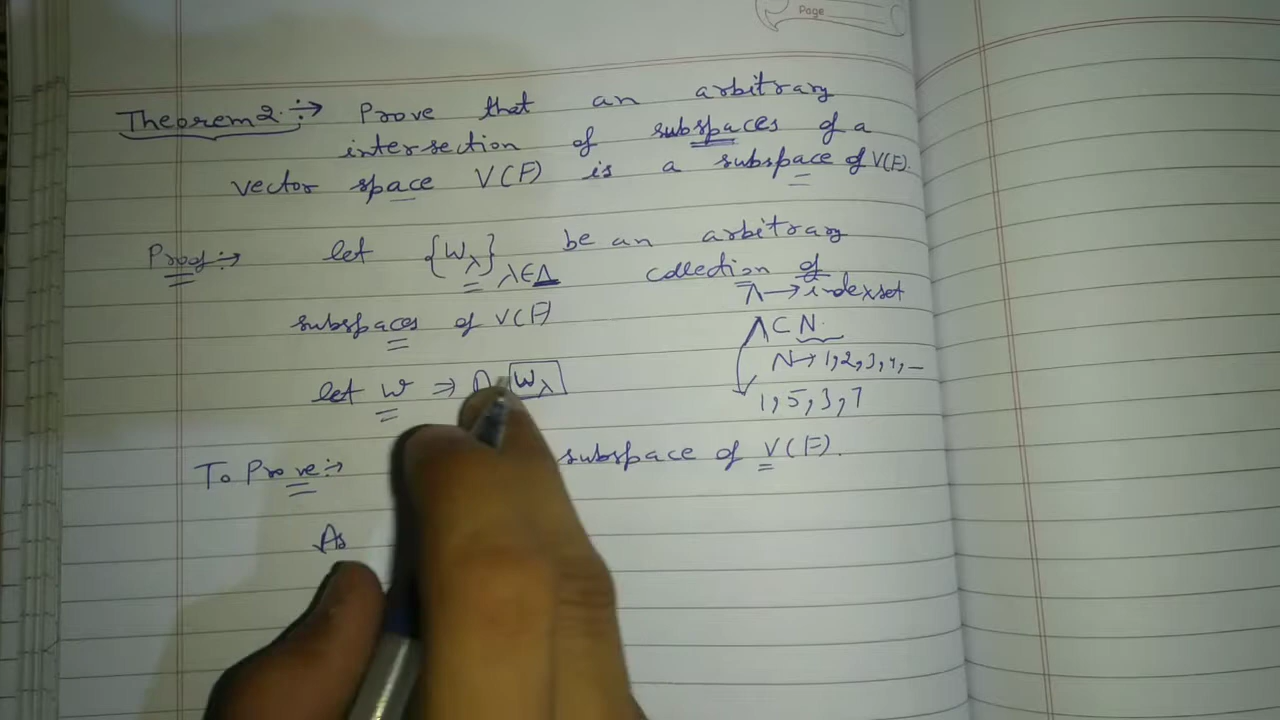 Page
Theorem 2 :→ Prove that an arbitrary
intersection of subspaces of a
vector space V(F) is a subspace of V(F).
Proof :→ let {Wλ} λ∈Δ be an arbitrary
collection of
λ → indexset
subspaces of V(F)
Λ ⊂ N
N → 1, 2, 3, 4, —
let W ⇒ ∩ Wλ
1, 5, 3, 7
To Prove :→ subspace of V(F).
As